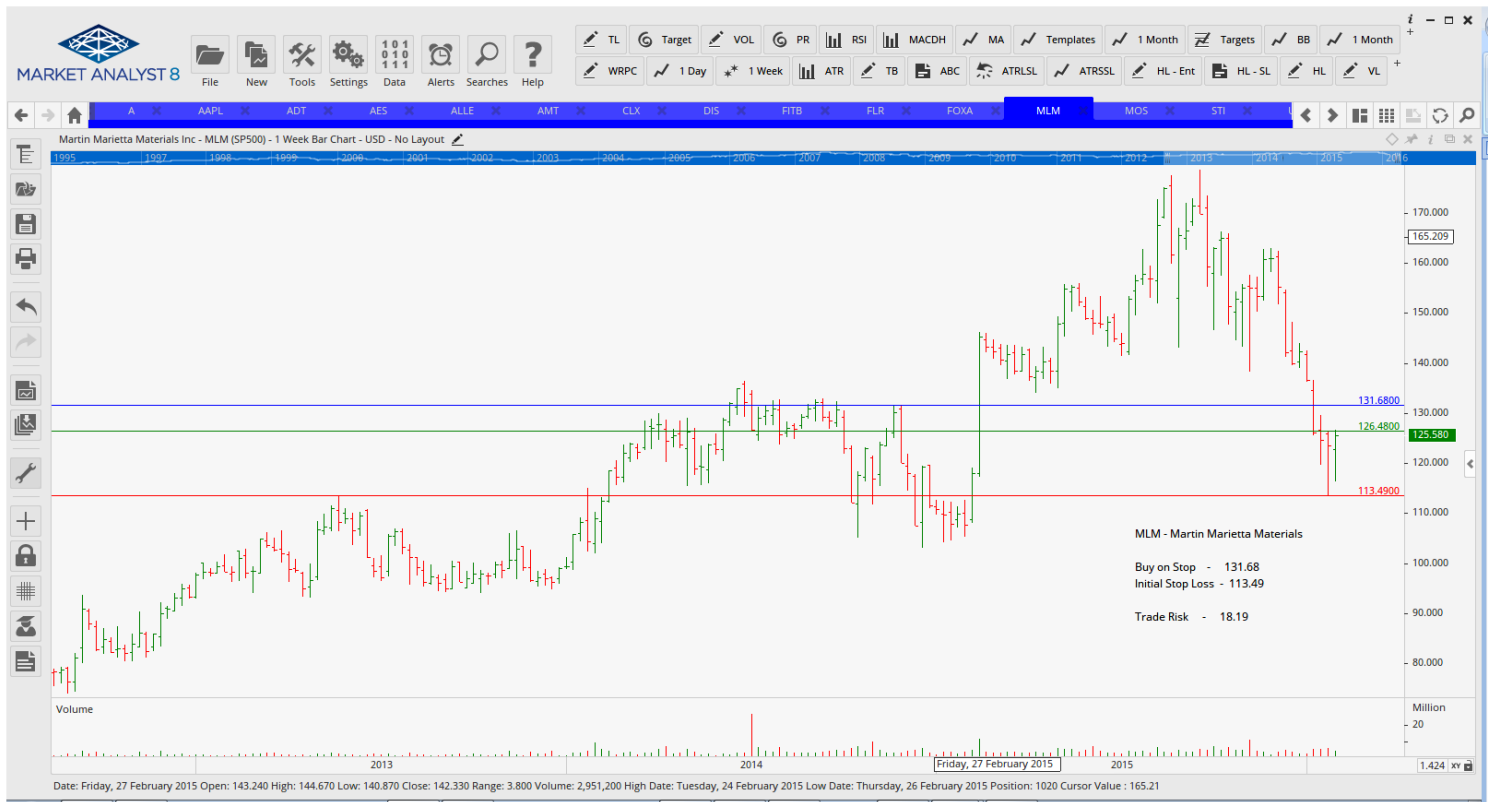 i
TL Target VOL PR RSI MACDH MA Templates 1 Month Targets BB 1 Month +
MARKET ANALYST 8
File New Tools Settings Data Alerts Searches Help
101
010
111
WRPC 1 Day 1 Week ATR TB ABC ATRLSL ATRSSL HL - Ent HL - SL HL VL +
A AAPL ADT AES ALLE AMT CLX DIS FITB FLR FOXA MLM MOS STI
Martin Marietta Materials Inc - MLM (SP500) - 1 Week Bar Chart - USD - No Layout
1995 1997 1998 1999 2000 2001 2002 2003 2004 2005 2006 2007 2008 2009 2010 2011 2012 2013 2014 2015 2016
170.000
165.209
160.000
150.000
140.000
131.6800
130.000
126.4800
125.580
120.000
113.4900
110.000
MLM - Martin Marietta Materials
Buy on Stop - 131.68
100.000
Initial Stop Loss - 113.49
Trade Risk - 18.19
90.000
80.000
Volume
Million
20
2013 2014 Friday, 27 February 2015 2015
1.424 XY
Date: Friday, 27 February 2015 Open: 143.240 High: 144.670 Low: 140.870 Close: 142.330 Range: 3.800 Volume: 2,951,200 High Date: Tuesday, 24 February 2015 Low Date: Thursday, 26 February 2015 Position: 1020 Cursor Value : 165.21